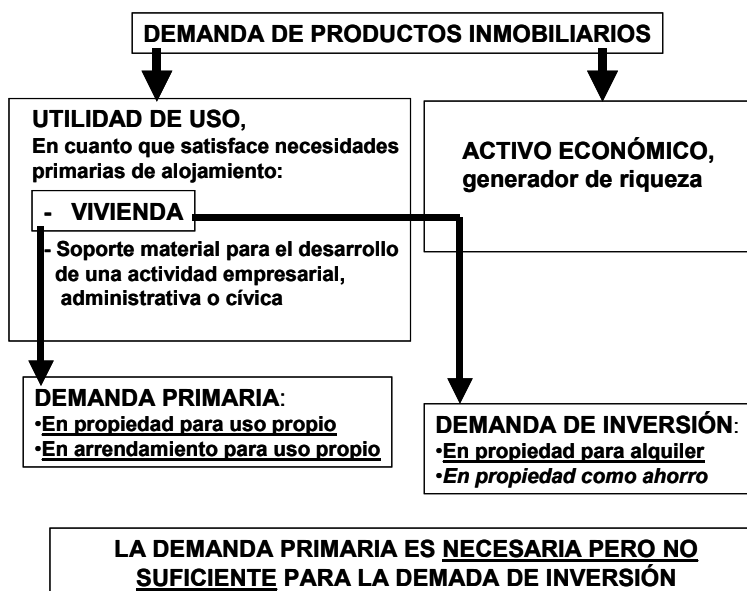 DEMANDA DE PRODUCTOS INMOBILIARIOS
UTILIDAD DE USO,
En cuanto que satisface necesidades
primarias de alojamiento:
- VIVIENDA
- Soporte material para el desarrollo
de una actividad empresarial,
administrativa o cívica
ACTIVO ECONÓMICO,
generador de riqueza
DEMANDA PRIMARIA:
•En propiedad para uso propio
•En arrendamiento para uso propio
DEMANDA DE INVERSIÓN:
•En propiedad para alquiler
•En propiedad como ahorro
LA DEMANDA PRIMARIA ES NECESARIA PERO NO
SUFICIENTE PARA LA DEMADA DE INVERSIÓN